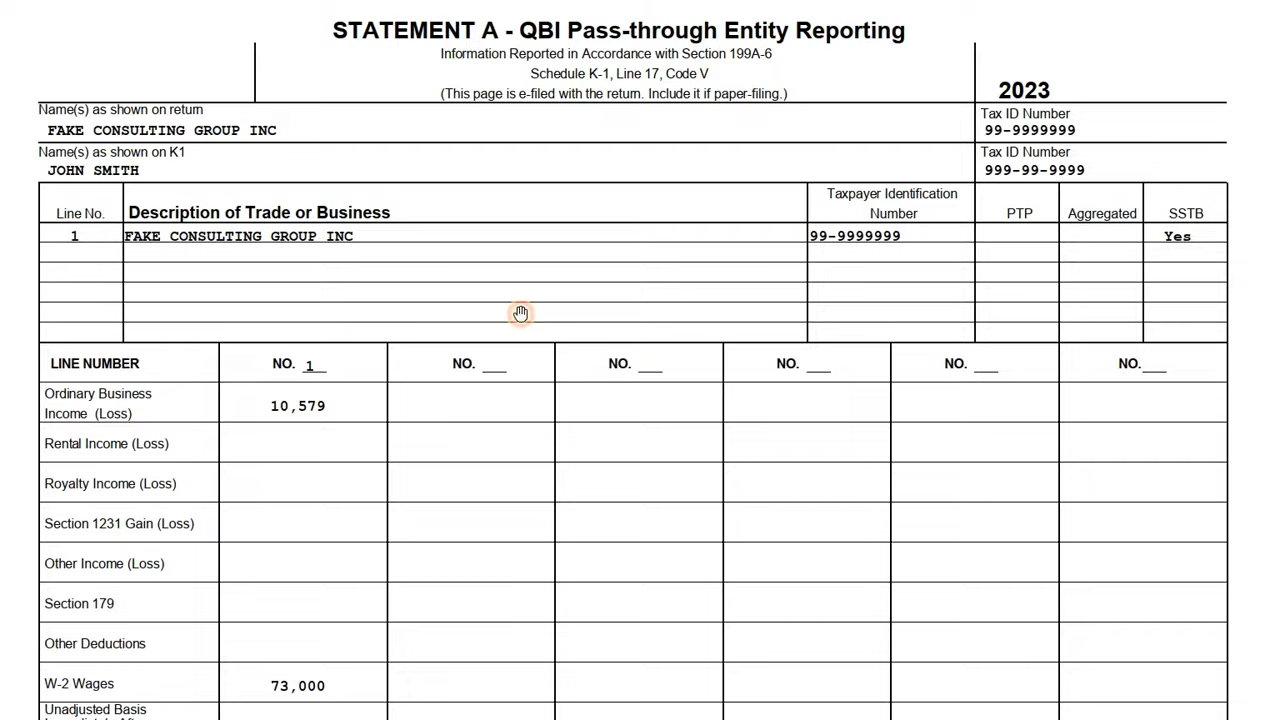 STATEMENT A - QBI Pass-through Entity Reporting
Information Reported in Accordance with Section 199A-6
Schedule K-1, Line 17, Code V
(This page is e-filed with the return. Include it if paper-filing.)
2023
Name(s) as shown on return
Tax ID Number
FAKE CONSULTING GROUP INC
99-9999999
Name(s) as shown on K1
Tax ID Number
JOHN SMITH
999-99-9999
Line No. Description of Trade or Business Taxpayer Identification Number PTP Aggregated SSTB
1 FAKE CONSULTING GROUP INC 99-9999999 Yes
LINE NUMBER NO. 1 NO. NO. NO. NO. NO.
Ordinary Business
Income (Loss) 10,579
Rental Income (Loss)
Royalty Income (Loss)
Section 1231 Gain (Loss)
Other Income (Loss)
Section 179
Other Deductions
W-2 Wages 73,000
Unadjusted Basis